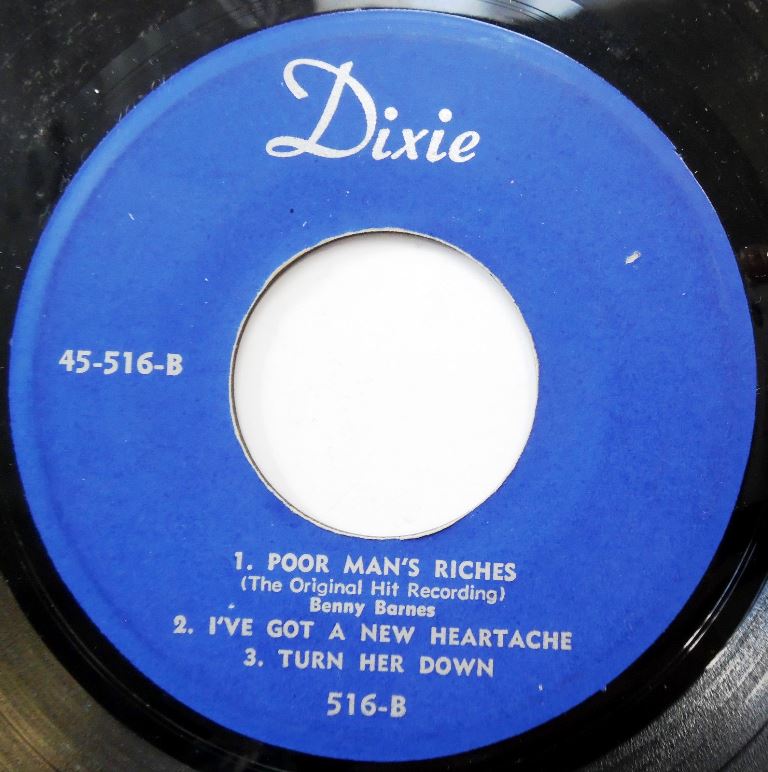 Dixie
45-516-B
1. POOR MAN'S RICHES
(The Original Hit Recording)
Benny Barnes
2. I'VE GOT A NEW HEARTACHE
3. TURN HER DOWN
516-B